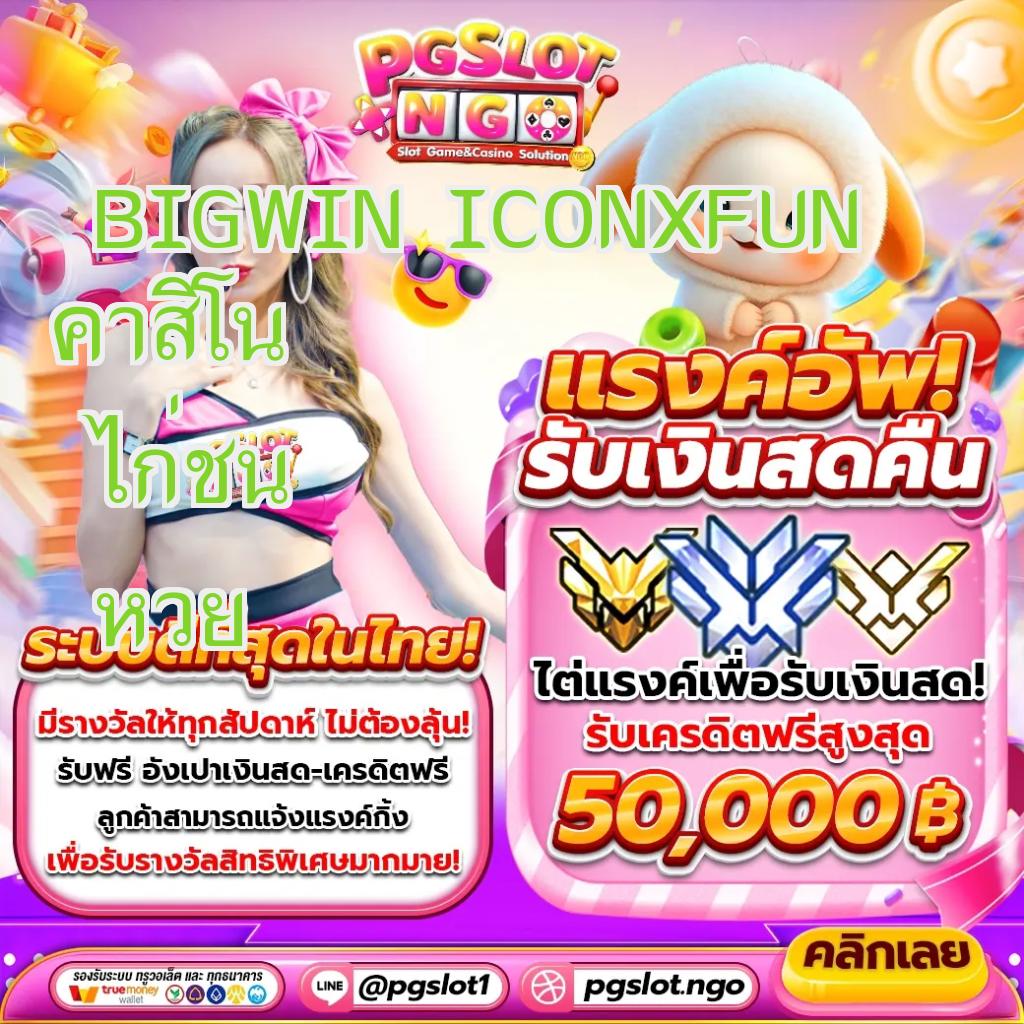 PGSLOT
NGO
Slot Game&Casino Solution
BIGWIN ICONXFUN
คาสิโน
ไก่ชน
หวย
แรงค์อัพ!
รับเงินสดคืน
ไต่แรงค์เพื่อรับเงินสด!
รับเครดิตฟรีสูงสุด
50,000 ฿
สุดในไทย!
มีรางวัลให้ทุกสัปดาห์ ไม่ต้องลุ้น!
รับฟรี อังเปาเงินสด-เครดิตฟรี
ลูกค้าสามารถแจ้งแรงค์กิ้ง
เพื่อรับรางวัลสิทธิพิเศษมากมาย!
คลิกเลย
รองรับระบบ ทรูวอเล็ต และ ทุกธนาคาร
truemoney
wallet
LINE
@pgslot1
pgslot.ngo